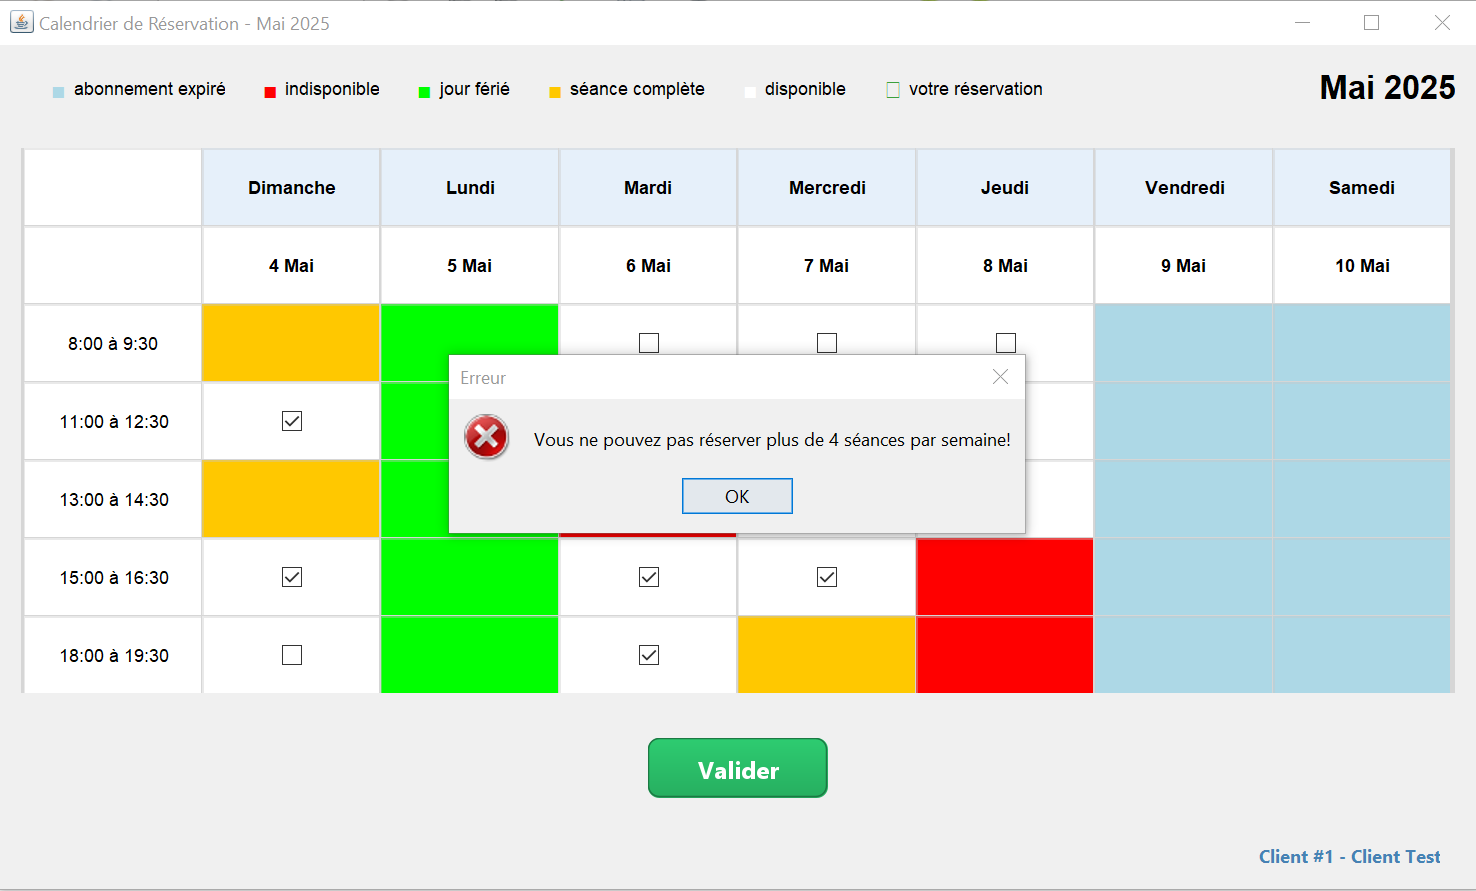 Calendrier de Réservation - Mai 2025
abonnement expiré indisponible jour férié séance complète disponible votre réservation
Mai 2025
Dimanche Lundi Mardi Mercredi Jeudi Vendredi Samedi
4 Mai 5 Mai 6 Mai 7 Mai 8 Mai 9 Mai 10 Mai
8:00 à 9:30
Erreur
11:00 à 12:30
Vous ne pouvez pas réserver plus de 4 séances par semaine!
13:00 à 14:30
OK
15:00 à 16:30
18:00 à 19:30
Valider
Client #1 - Client Test